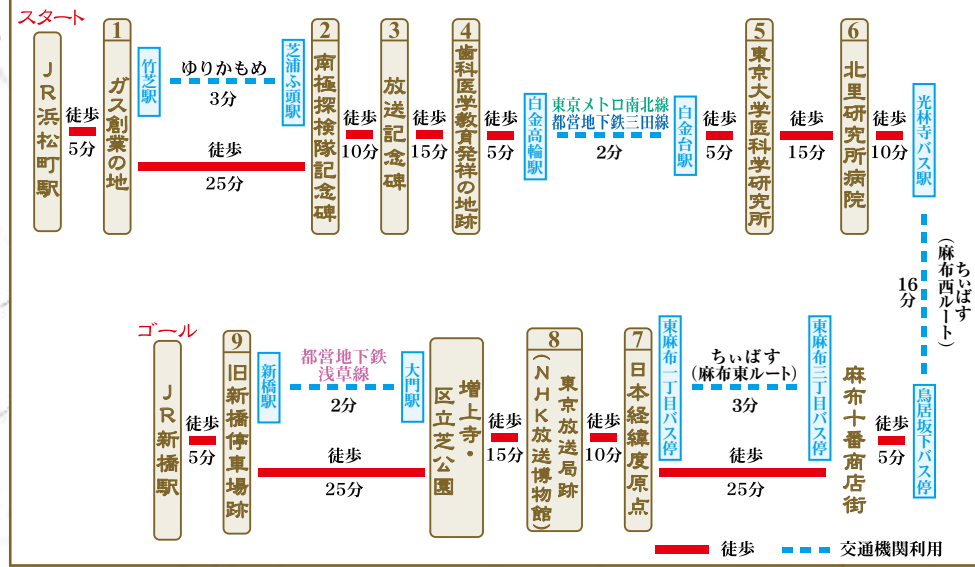 スタート
JR浜松町駅
徒歩
5分
1
ガス創業の地
竹芝駅
ゆりかもめ
3分
芝浦ふ頭駅
徒歩
25分
2
南極探検隊記念碑
徒歩
10分
3
放送記念碑
徒歩
15分
4
歯科医学教育発祥の地跡
徒歩
5分
白金高輪駅
東京メトロ南北線
都営地下鉄三田線
2分
白金台駅
徒歩
5分
5
東京大学医科学研究所
徒歩
15分
6
北里研究所病院
徒歩
10分
光林寺バス駅
ちぃばす
(麻布西ルート)
16分
鳥居坂下バス停
徒歩
5分
麻布十番商店街
東麻布三丁目バス停
ちぃばす
(麻布東ルート)
3分
東麻布一丁目バス停
徒歩
25分
7
日本経緯度原点
徒歩
10分
8
東京放送局跡
(NHK放送博物館)
徒歩
15分
増上寺・
区立芝公園
大門駅
都営地下鉄
浅草線
2分
新橋駅
徒歩
25分
9
旧新橋停車場跡
徒歩
5分
ゴール
JR新橋駅
徒歩
交通機関利用